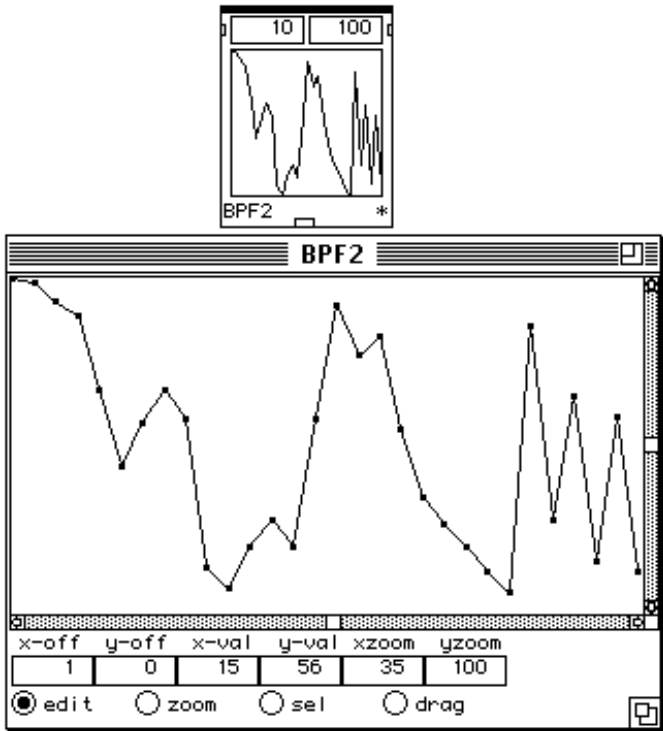 10 100
BPF2 *
BPF2
x-off y-off x-val y-val xzoom yzoom
1 0 15 56 35 100
edit zoom sel drag